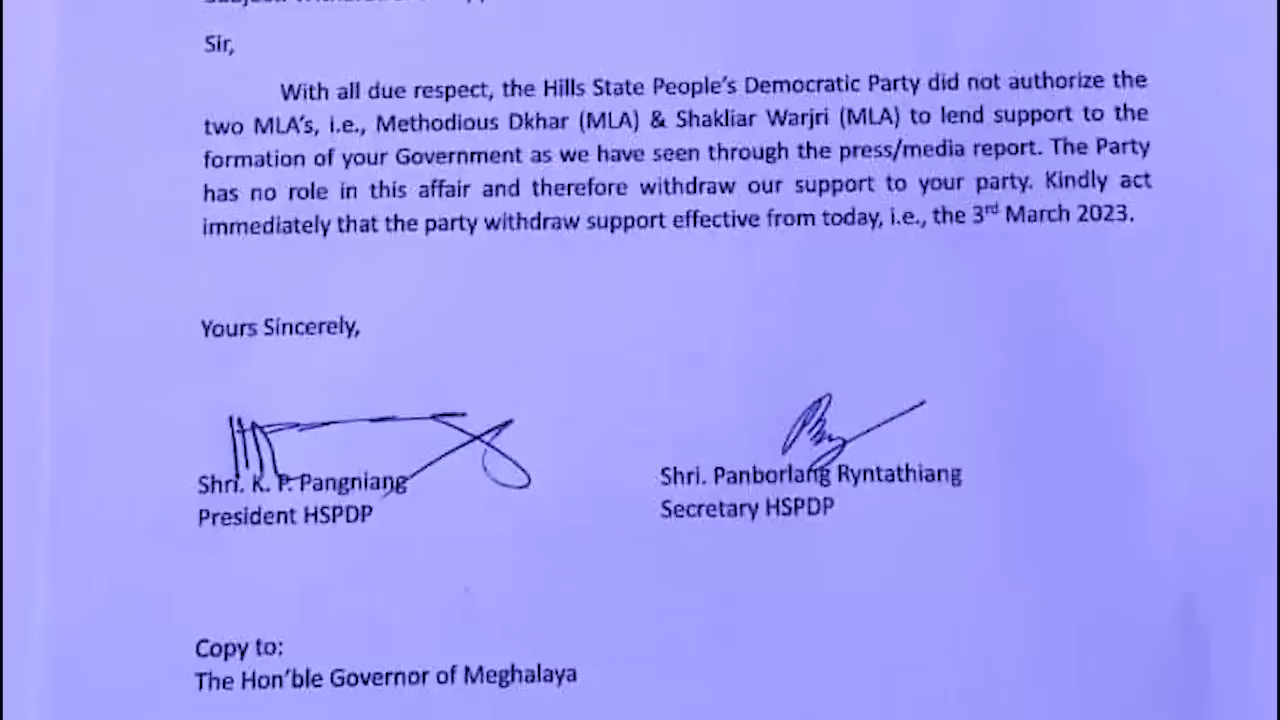 Sir,
With all due respect, the Hills State People's Democratic Party did not authorize the
two MLA's, i.e., Methodious Dkhar (MLA) & Shakliar Warjri (MLA) to lend support to the
formation of your Government as we have seen through the press/media report. The Party
has no role in this affair and therefore withdraw our support to your party. Kindly act
immediately that the party withdraw support effective from today, i.e., the 3rd March 2023.
Yours Sincerely,
Shri. K. P. Pangniang
President HSPDP
Shri. Panborlang Ryntathiang
Secretary HSPDP
Copy to:
The Hon'ble Governor of Meghalaya